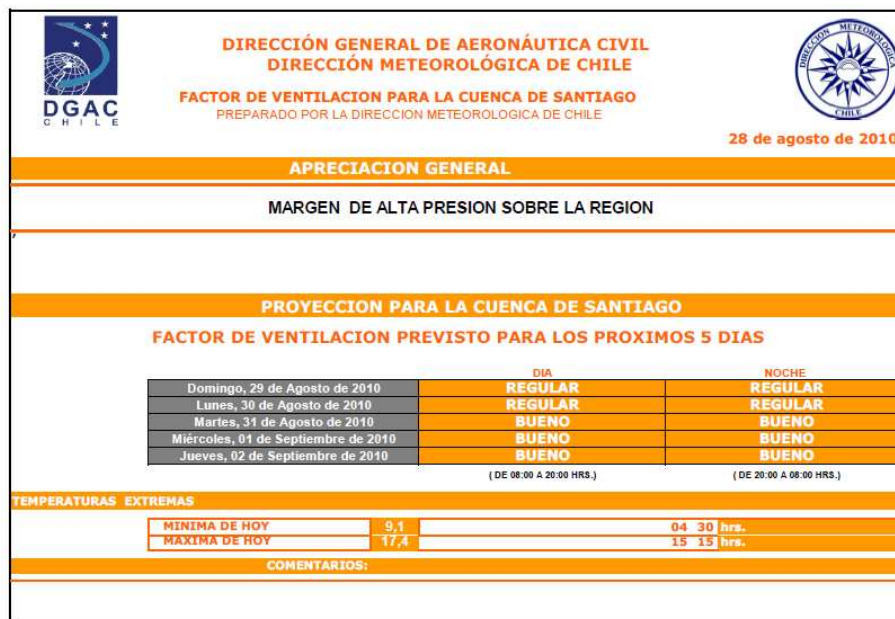 DIRECCIÓN GENERAL DE AERONÁUTICA CIVIL
DIRECCIÓN METEOROLÓGICA DE CHILE
DGAC
CHILE
DIRECCION METEOROLOGICA
CHILE
FACTOR DE VENTILACION PARA LA CUENCA DE SANTIAGO
PREPARADO POR LA DIRECCION METEOROLOGICA DE CHILE
28 de agosto de 2010
APRECIACION GENERAL
MARGEN DE ALTA PRESION SOBRE LA REGION
,
PROYECCION PARA LA CUENCA DE SANTIAGO
FACTOR DE VENTILACION PREVISTO PARA LOS PROXIMOS 5 DIAS
DIA NOCHE
Domingo, 29 de Agosto de 2010 REGULAR REGULAR
Lunes, 30 de Agosto de 2010 REGULAR REGULAR
Martes, 31 de Agosto de 2010 BUENO BUENO
Miércoles, 01 de Septiembre de 2010 BUENO BUENO
Jueves, 02 de Septiembre de 2010 BUENO BUENO
( DE 08:00 A 20:00 HRS.) ( DE 20:00 A 08:00 HRS.)
TEMPERATURAS EXTREMAS
MINIMA DE HOY 9,1 04 30 hrs.
MAXIMA DE HOY 17,4 15 15 hrs.
COMENTARIOS: